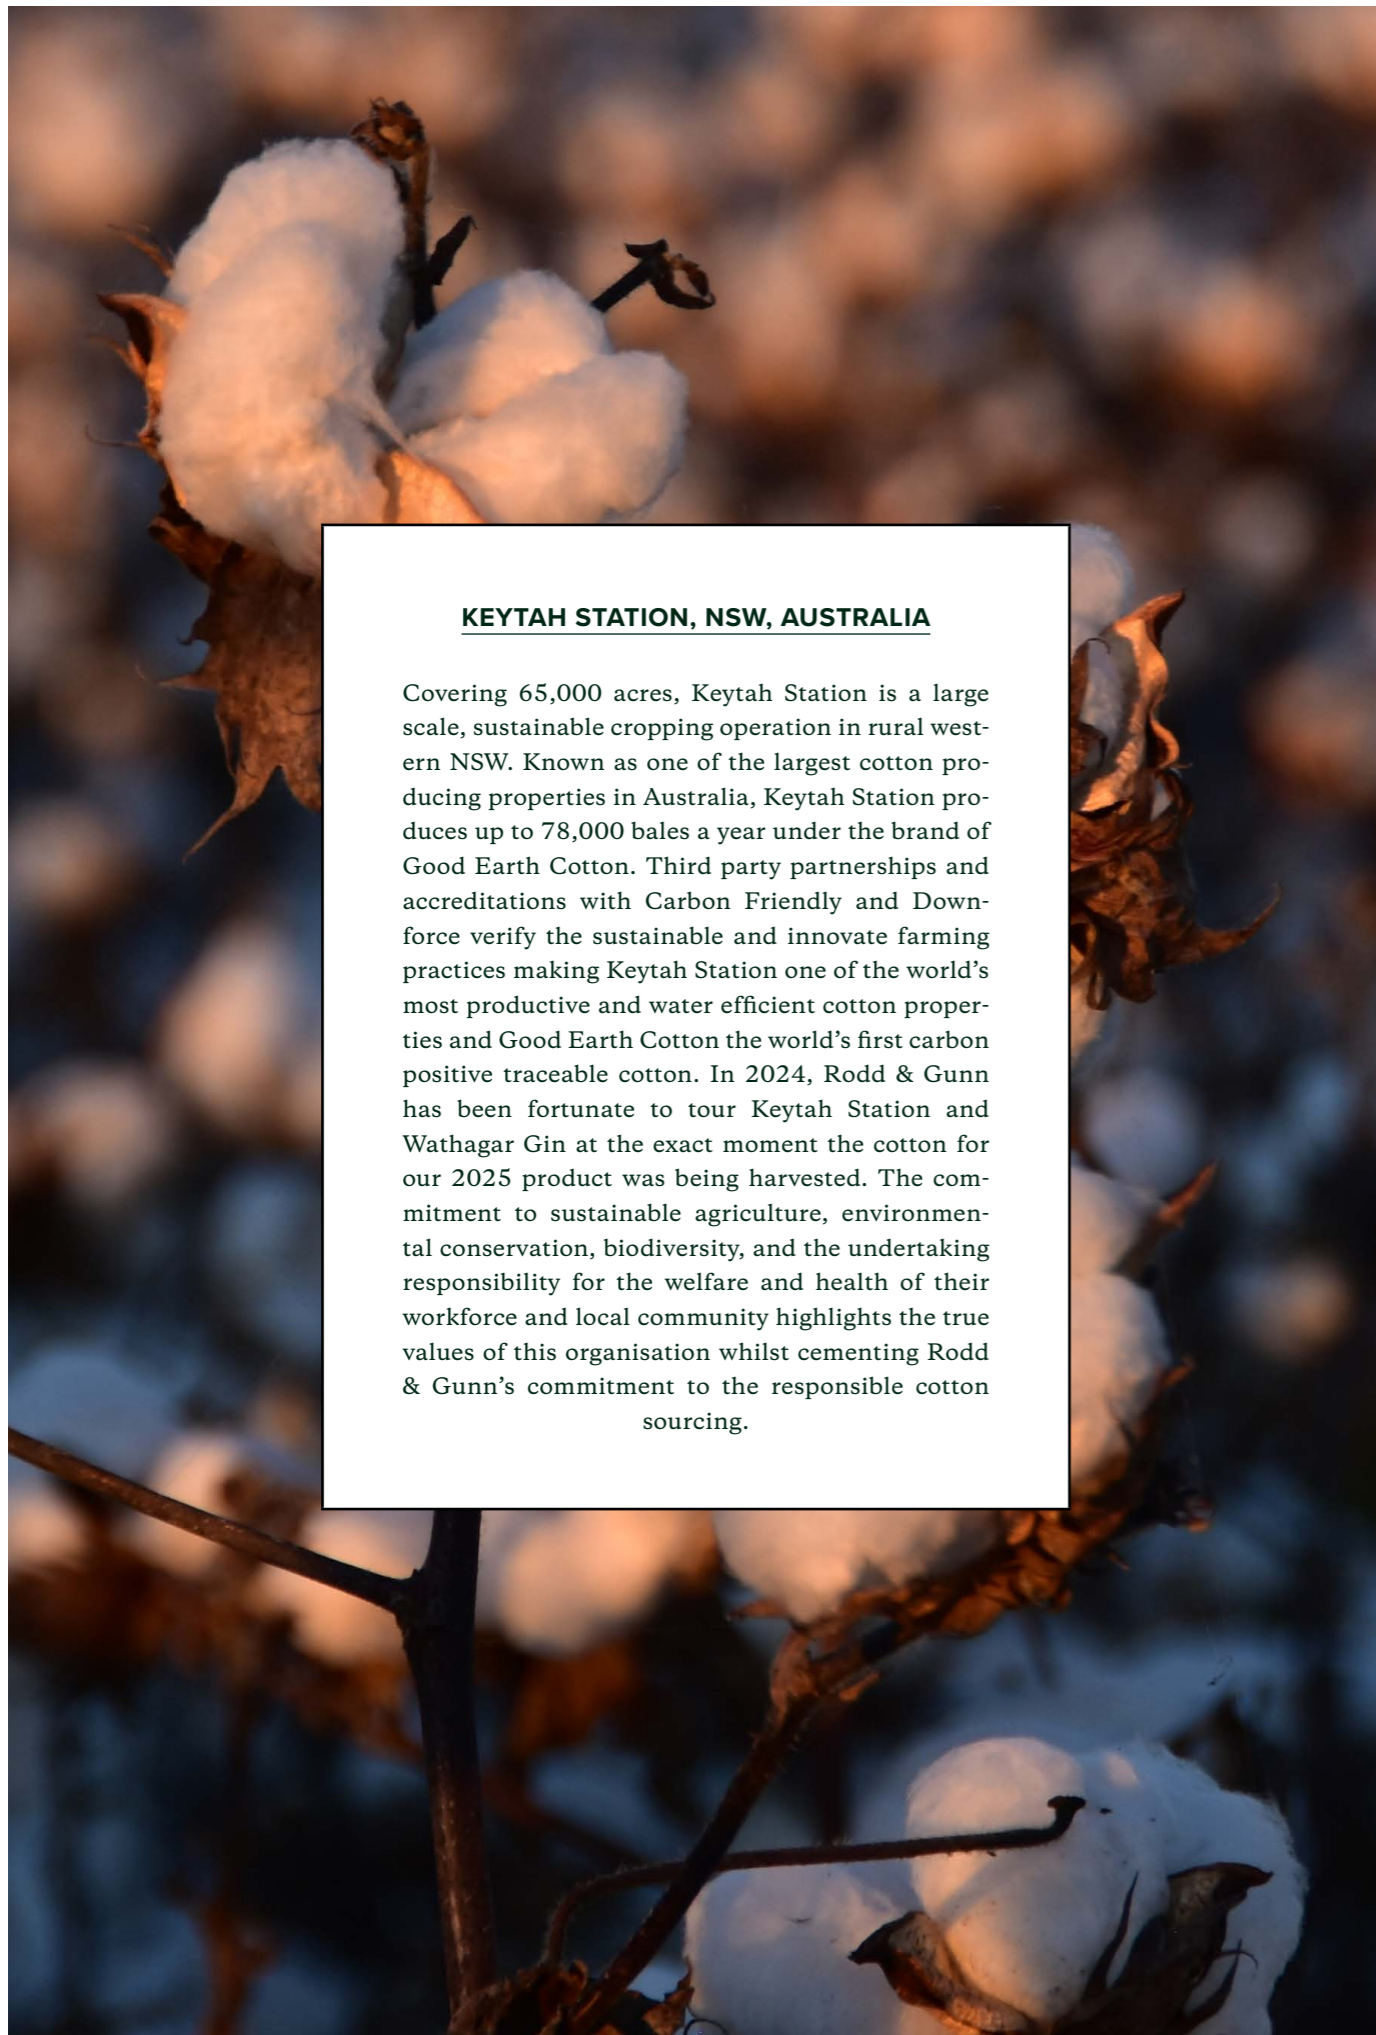 KEYTAH STATION, NSW, AUSTRALIA
Covering 65,000 acres, Keytah Station is a large
scale, sustainable cropping operation in rural west-
ern NSW. Known as one of the largest cotton pro-
ducing properties in Australia, Keytah Station pro-
duces up to 78,000 bales a year under the brand of
Good Earth Cotton. Third party partnerships and
accreditations with Carbon Friendly and Down-
force verify the sustainable and innovate farming
practices making Keytah Station one of the world’s
most productive and water efficient cotton proper-
ties and Good Earth Cotton the world’s first carbon
positive traceable cotton. In 2024, Rodd & Gunn
has been fortunate to tour Keytah Station and
Wathagar Gin at the exact moment the cotton for
our 2025 product was being harvested. The com-
mitment to sustainable agriculture, environmen-
tal conservation, biodiversity, and the undertaking
responsibility for the welfare and health of their
workforce and local community highlights the true
values of this organisation whilst cementing Rodd
& Gunn’s commitment to the responsible cotton
sourcing.